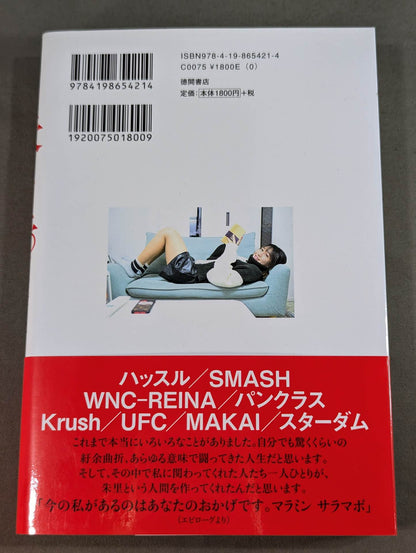 ISBN978-4-19-865421-4
C0075 ¥1800E (0)
徳間書店
定価:本体1800円+税
9784198654214
1920075018009
ハッスル/SMASH
WNC-REINA/パンクラス
Krush/UFC/MAKAI/スターダム
これまで本当にいろいろなことがありました。自分でも驚くくらいの
紆余曲折、あらゆる意味で闘ってきた人生だと思います。
そして、その中で私に関わってくれた人たち一人ひとりが、
朱里という人間を作ってくれたんだと思います。
「今の私があるのはあなたのおかげです。マラミン サラマポ」
(エピローグより)